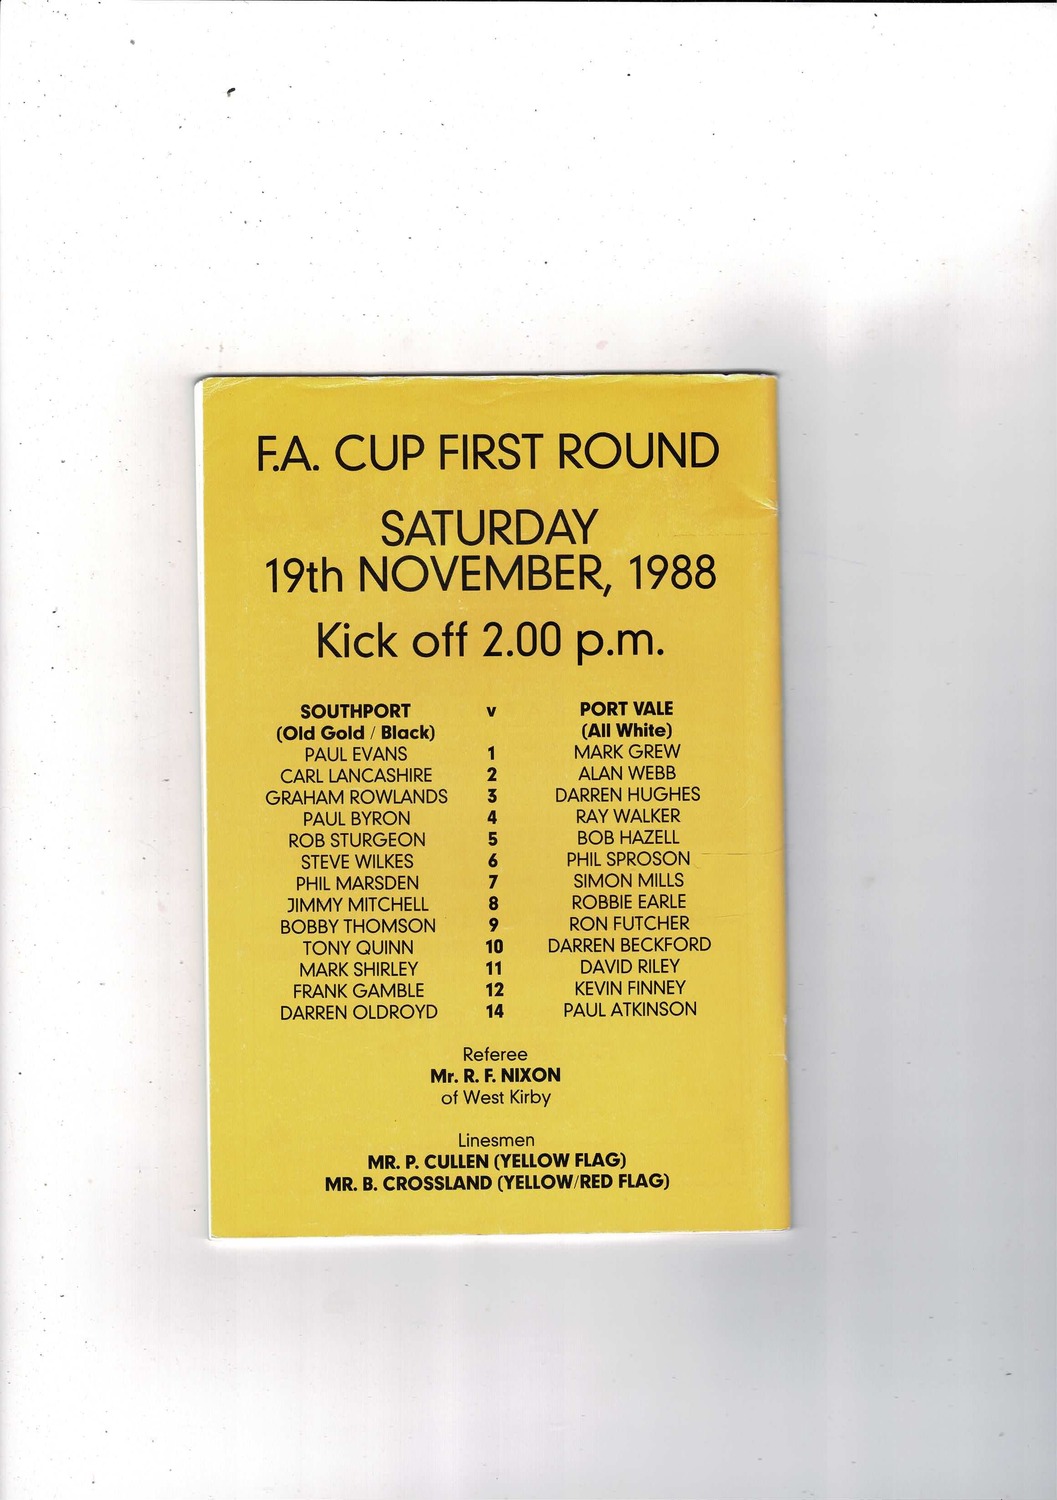 F.A. CUP FIRST ROUND
SATURDAY
19th NOVEMBER, 1988
Kick off 2.00 p.m.
SOUTHPORT v PORT VALE
(Old Gold / Black) (All White)
PAUL EVANS 1 MARK GREW
CARL LANCASHIRE 2 ALAN WEBB
GRAHAM ROWLANDS 3 DARREN HUGHES
PAUL BYRON 4 RAY WALKER
ROB STURGEON 5 BOB HAZELL
STEVE WILKES 6 PHIL SPROSON
PHIL MARSDEN 7 SIMON MILLS
JIMMY MITCHELL 8 ROBBIE EARLE
BOBBY THOMSON 9 RON FUTCHER
TONY QUINN 10 DARREN BECKFORD
MARK SHIRLEY 11 DAVID RILEY
FRANK GAMBLE 12 KEVIN FINNEY
DARREN OLDROYD 14 PAUL ATKINSON
Referee
Mr. R. F. NIXON
of West Kirby
Linesmen
MR. P. CULLEN (YELLOW FLAG)
MR. B. CROSSLAND (YELLOW/RED FLAG)